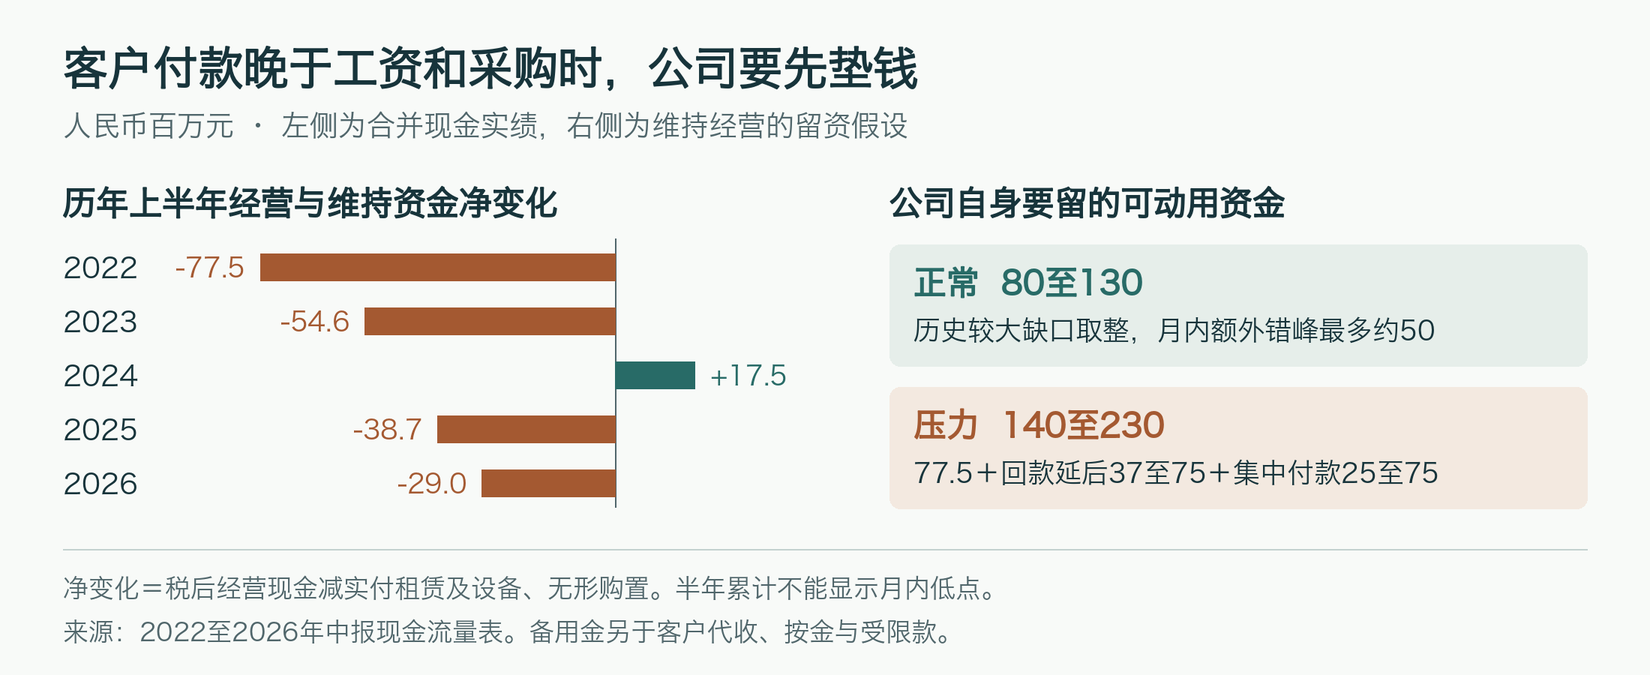 客户付款晚于工资和采购时，公司要先垫钱
人民币百万元 · 左侧为合并现金实绩，右侧为维持经营的留资假设
历年上半年经营与维持资金净变化
2022 -77.5
2023 -54.6
2024 +17.5
2025 -38.7
2026 -29.0
公司自身要留的可动用资金
正常 80至130
历史较大缺口取整，月内额外错峰最多约50
压力 140至230
77.5＋回款延后37至75＋集中付款25至75
净变化＝税后经营现金减实付租赁及设备、无形购置。半年累计不能显示月内低点。
来源：2022至2026年中报现金流量表。备用金另于客户代收、按金与受限款。